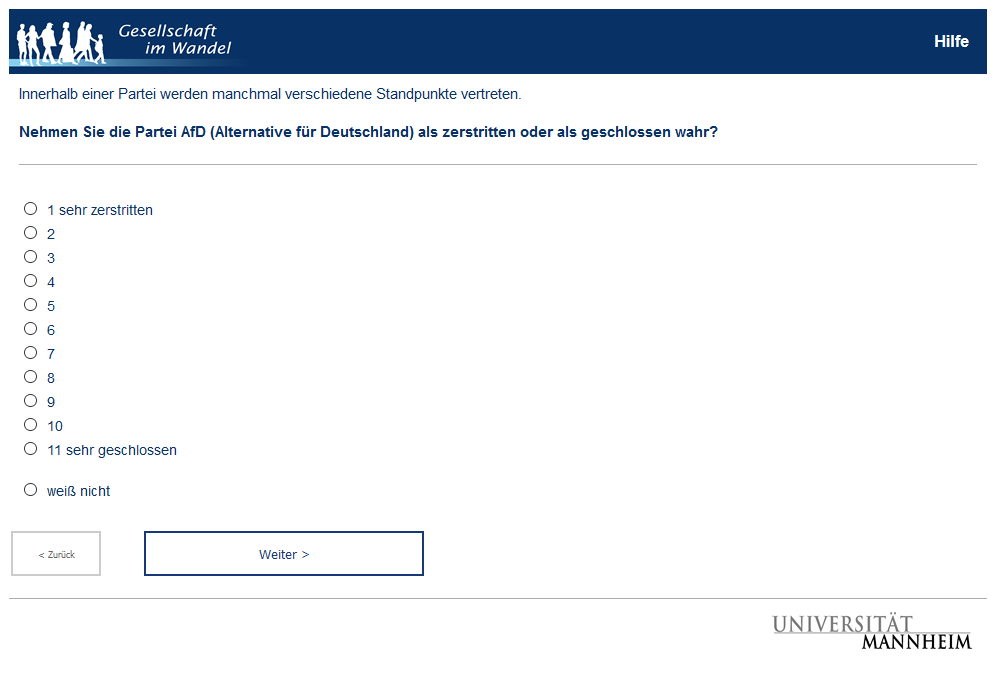 Gesellschaft
im Wandel
Hilfe
Innerhalb einer Partei werden manchmal verschiedene Standpunkte vertreten.
Nehmen Sie die Partei AfD (Alternative für Deutschland) als zerstritten oder als geschlossen wahr?
1 sehr zerstritten
2
3
4
5
6
7
8
9
10
11 sehr geschlossen
weiß nicht
< Zurück
Weiter >
UNIVERSITÄT
MANNHEIM